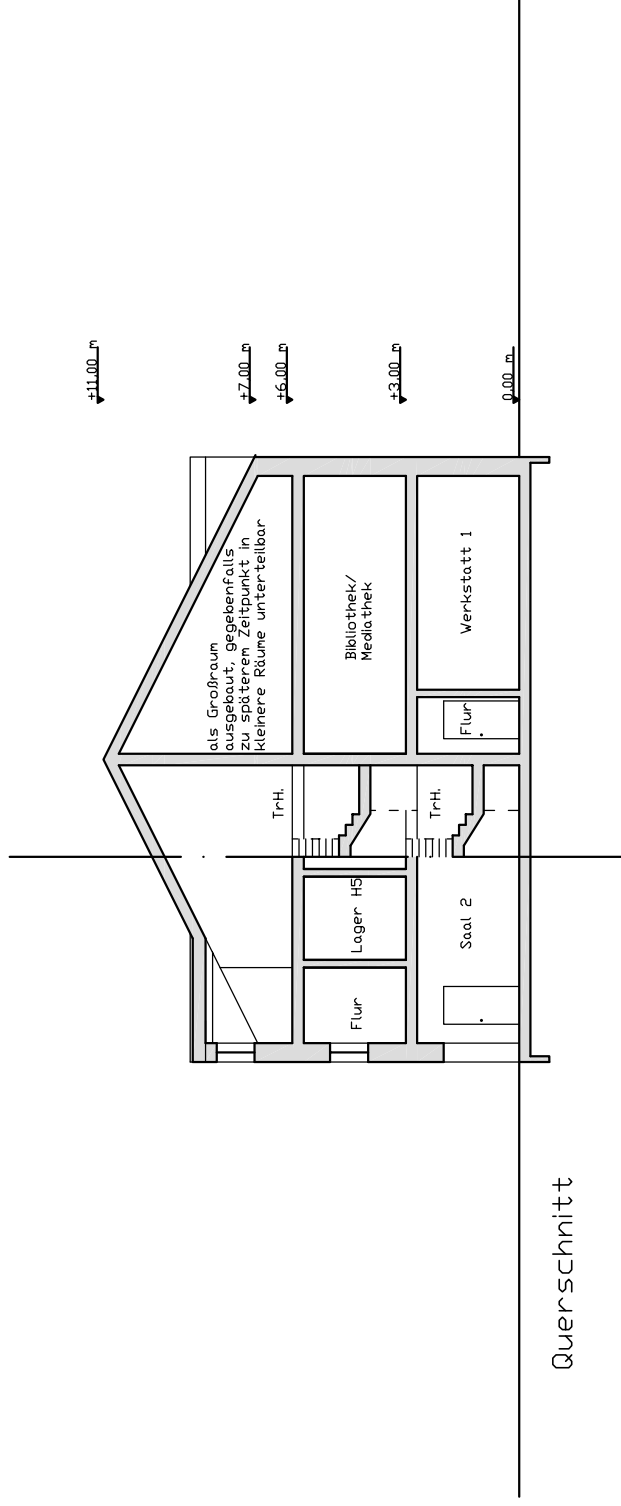 +11.00 m
+7.00 m
+6.00 m
+3.00 m
0.00 m
als Großraum
ausgebaut, gegebenfalls
zu späterem Zeitpunkt in
kleinere Räume unterteilbar
TrH.
Flur
Lager H5
Bibliothek/
Mediathek
TrH.
Saal 2
Flur
Werkstatt 1
Querschnitt